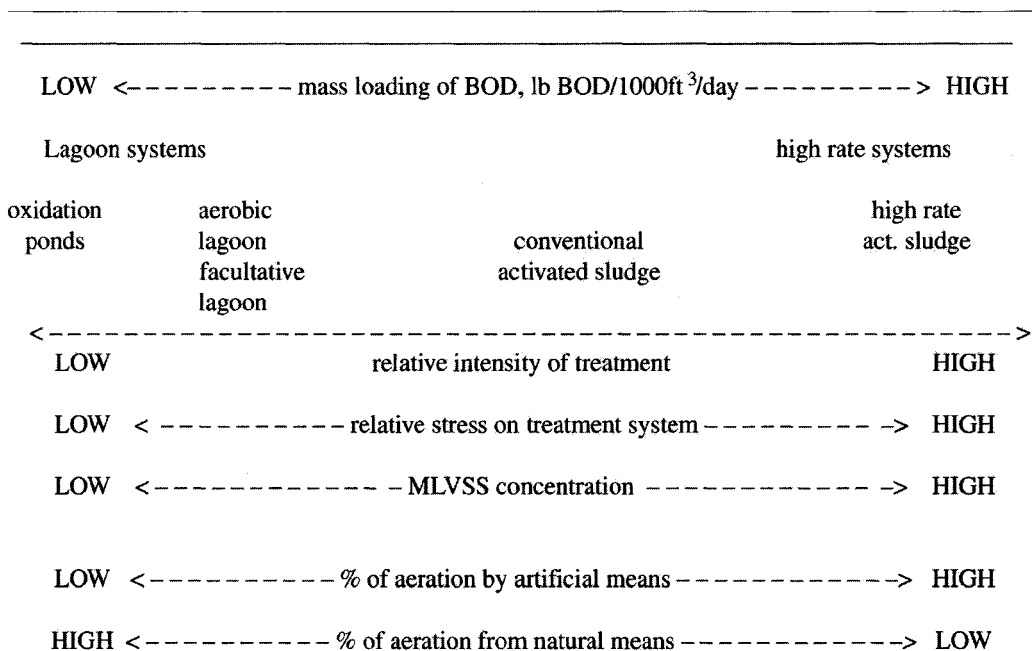 LOW <---------- mass loading of BOD, lb BOD/1000ft³/day ----------> HIGH
Lagoon systems high rate systems
oxidation aerobic high rate
ponds lagoon conventional act. sludge
facultative activated sludge
lagoon
<---------------------------------------------------------------->
LOW relative intensity of treatment HIGH
LOW <----------- relative stress on treatment system -----------> HIGH
LOW <-------------- MLVSS concentration --------------> HIGH
LOW <----------- % of aeration by artificial means ------------> HIGH
HIGH <----------- % of aeration from natural means ------------> LOW